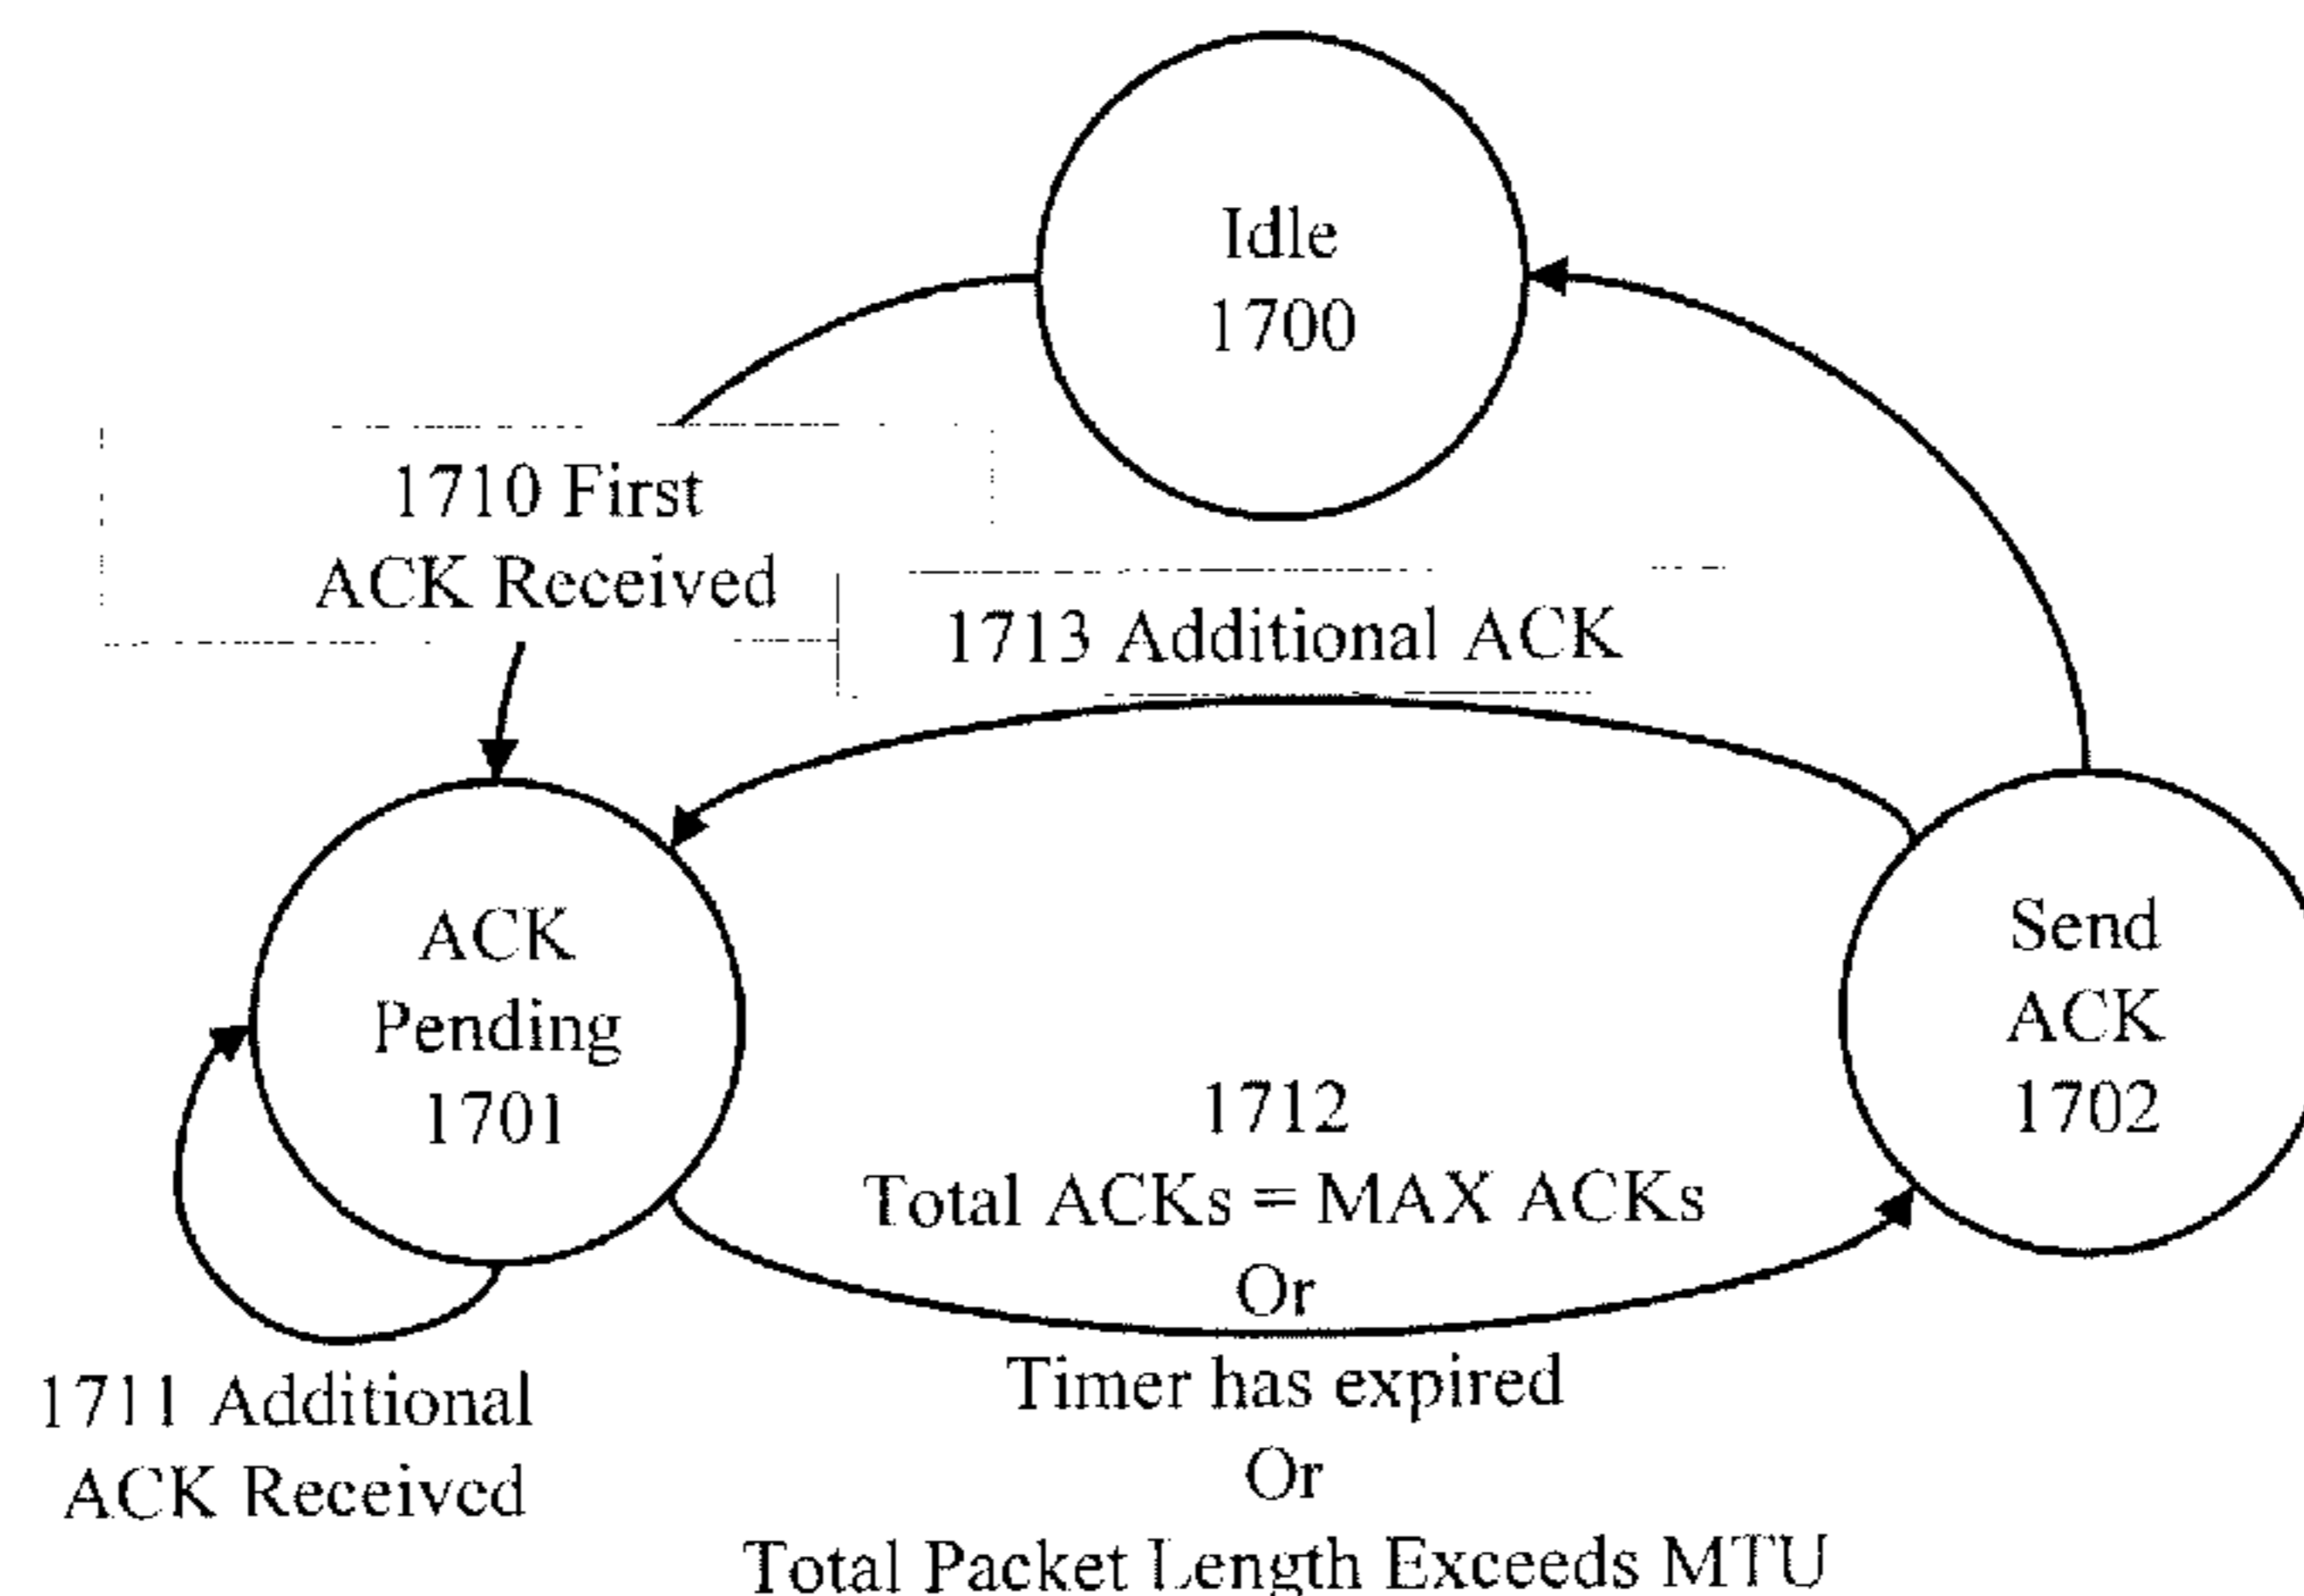 Idle
1700
1710 First
ACK Received
1713 Additional ACK
ACK
Pending
1701
Send
ACK
1702
1712
Total ACKs = MAX ACKs
Or
Timer has expired
Or
Total Packet Length Exceeds MTU
1711 Additional
ACK Received